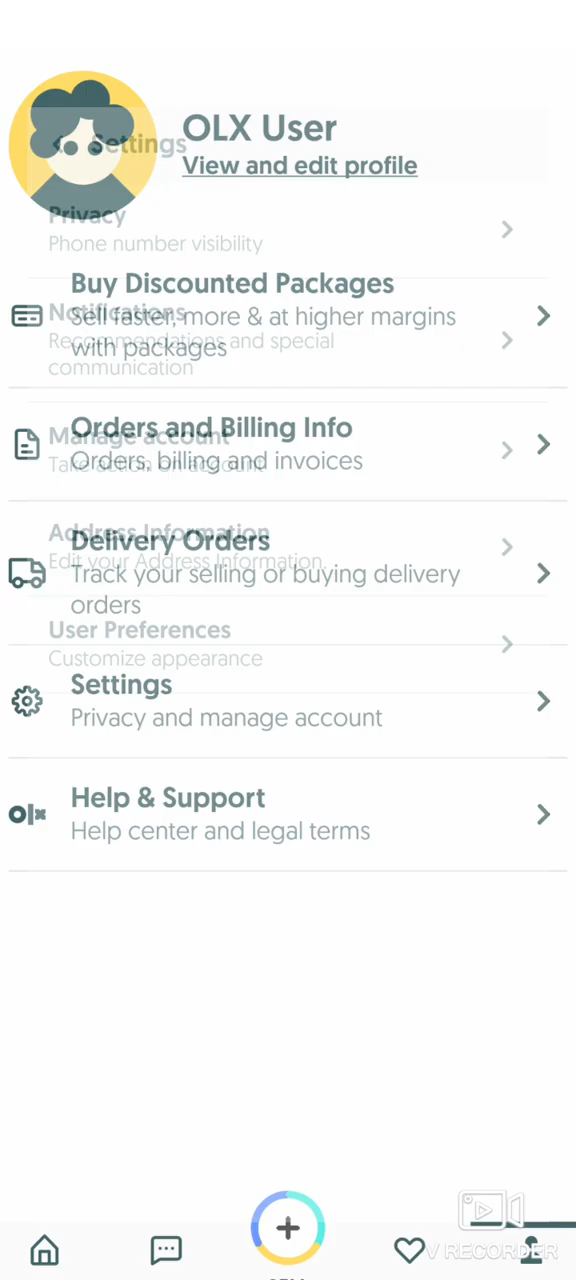 OLX User
Settings
View and edit profile
Privacy
Phone number visibility
Buy Discounted Packages
Notifications
Sell faster, more & at higher margins
Recommendations and special
with packages
communication
Orders and Billing Info
Manage account
Orders, billing and invoices
Take action on account
Address Information
Delivery Orders
Edit your Address Information
Track your selling or buying delivery
orders
User Preferences
Customize appearance
Settings
Privacy and manage account
olx
Help & Support
Help center and legal terms
V RECORDER